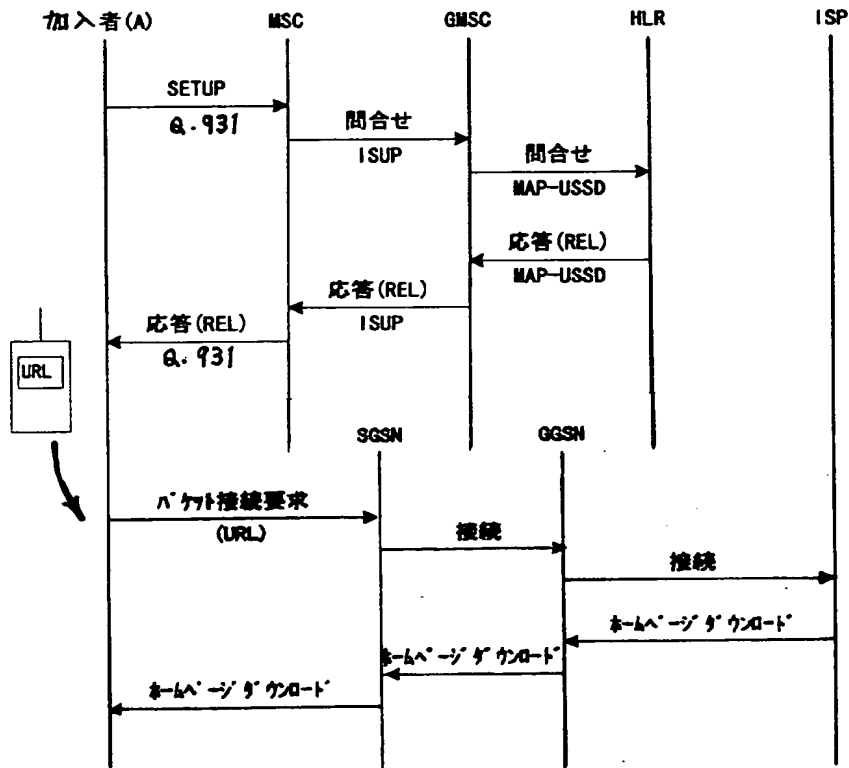 加入者(A) MSC GMSC HLR ISP
SETUP
Q.931
問合せ
ISUP
問合せ
MAP-USSD
応答(REL)
MAP-USSD
応答(REL)
ISUP
応答(REL)
Q.931
URL
SGSN GGSN
パケット接続要求
(URL)
接続
接続
ホームページダウンロード
ホームページダウンロード
ホームページダウンロード